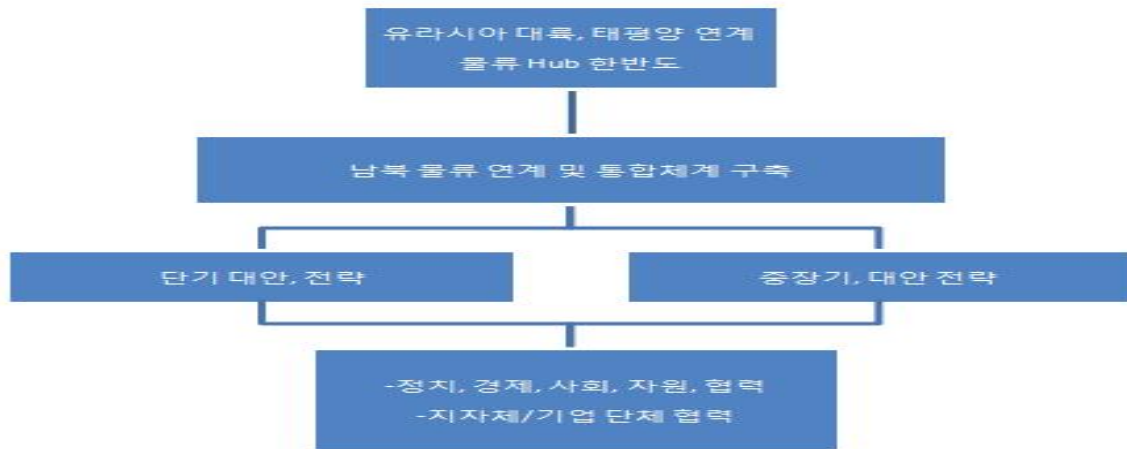 유라시아 대륙, 태평양 연계
물류 Hub 한반도
남북 물류 연계 및 통합체계 구축
단기 대안, 전략
중장기, 대안 전략
-정치, 경제, 사회, 자원, 협력
-지자체/기업 단체 협력